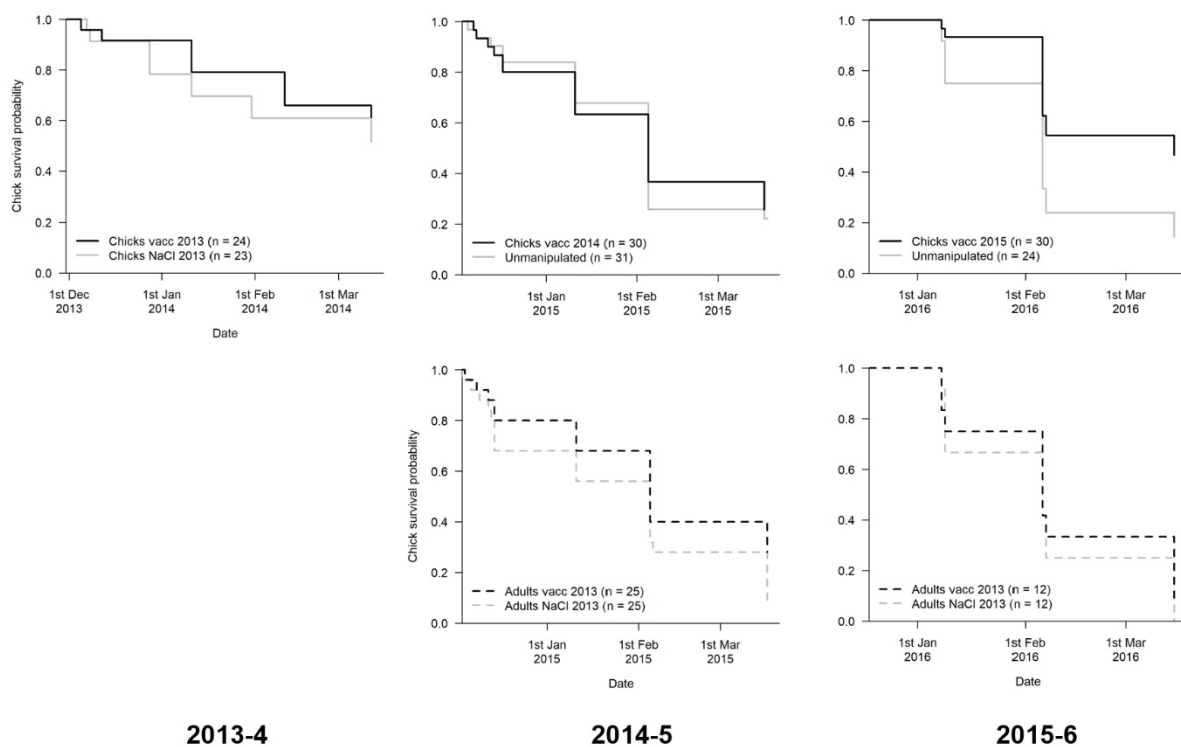 1.0
0.8
0.6
0.4
0.2
0.0
Chick survival probability
Chicks vacc 2013 (n = 24)
Chicks NaCl 2013 (n = 23)
1st Dec 1st Jan 1st Feb 1st Mar
2013 2014 2014 2014
Date
1.0
0.8
0.6
0.4
0.2
0.0
Chicks vacc 2014 (n = 30)
Unmanipulated (n = 31)
1st Jan 1st Feb 1st Mar
2015 2015 2015
1.0
0.8
0.6
0.4
0.2
0.0
Chicks vacc 2015 (n = 30)
Unmanipulated (n = 24)
1st Jan 1st Feb 1st Mar
2016 2016 2016
1.0
0.8
0.6
0.4
0.2
0.0
Chick survival probability
Adults vacc 2013 (n = 25)
Adults NaCl 2013 (n = 25)
1st Jan 1st Feb 1st Mar
2015 2015 2015
Date
1.0
0.8
0.6
0.4
0.2
0.0
Adults vacc 2013 (n = 12)
Adults NaCl 2013 (n = 12)
1st Jan 1st Feb 1st Mar
2016 2016 2016
Date
2013-4 2014-5 2015-6